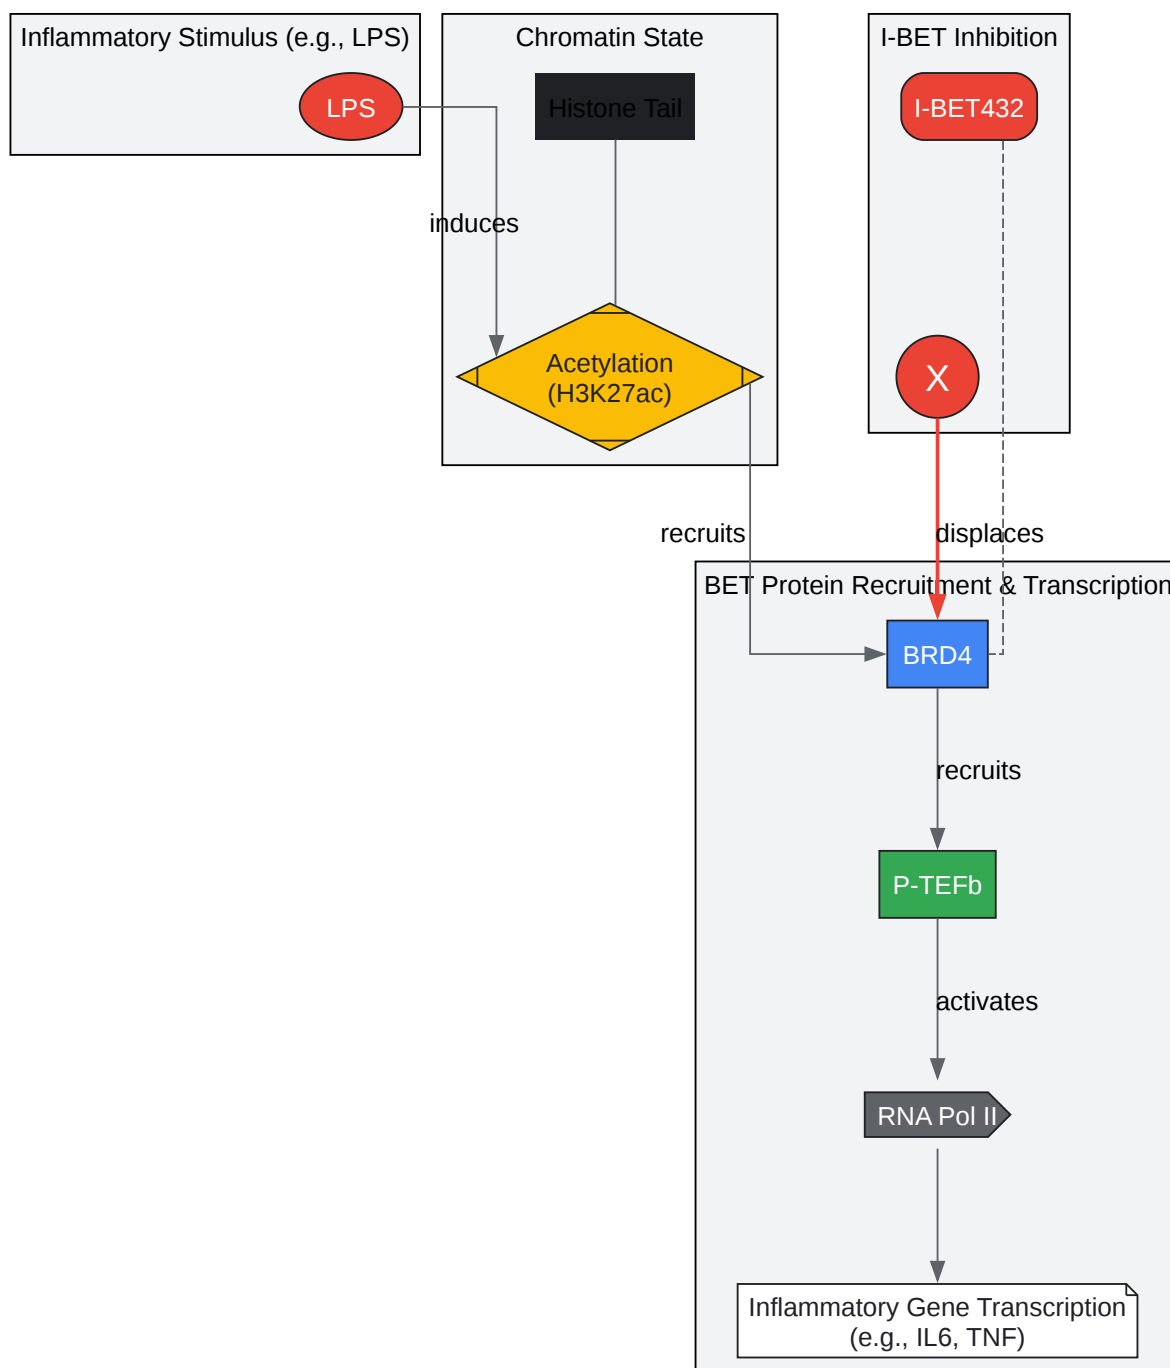 Inflammatory Stimulus (e.g., LPS)
LPS
induces
Chromatin State
Histone Tail
Acetylation
(H3K27ac)
recruits
I-BET Inhibition
I-BET432
X
displaces
BET Protein Recruitment & Transcription
BRD4
recruits
P-TEFb
activates
RNA Pol II
Inflammatory Gene Transcription
(e.g., IL6, TNF)